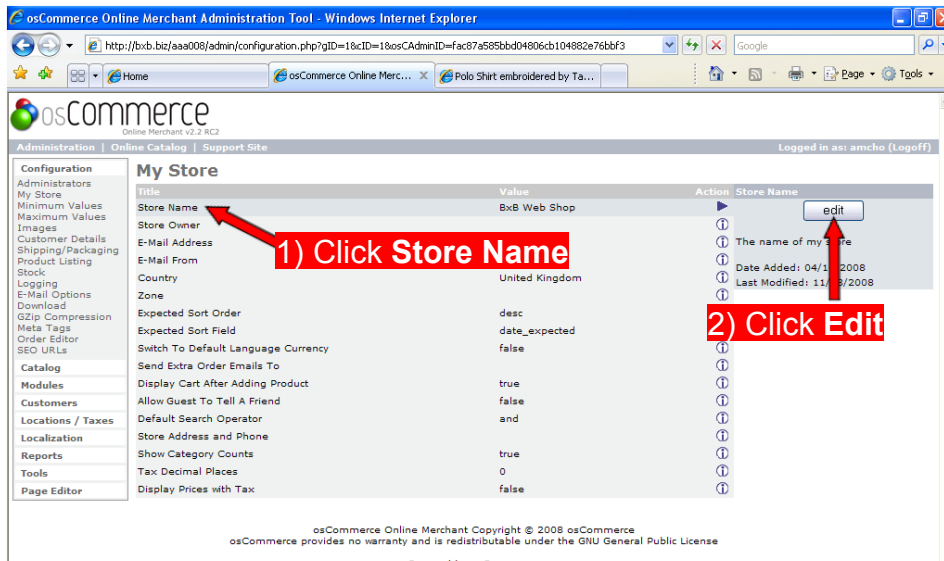 osCommerce Online Merchant Administration Tool - Windows Internet Explorer
http://bxb.biz/aaa008/admin/configuration.php?gID=1&cID=1&osCAdminID=fac87a585bbd04806cb104882e76bbf3
Google
Home
osCommerce Online Merc...
Polo Shirt embroidered by Ta...
Page
Tools
osCommerce
Online Merchant v2.2 RC2
Administration | Online Catalog | Support Site
Logged in as: amcho (Logoff)
Configuration
Administrators
My Store
Minimum Values
Maximum Values
Images
Customer Details
Shipping/Packaging
Product Listing
Stock
Logging
E-Mail Options
Download
GZip Compression
Meta Tags
Order Editor
SEO URLs
Catalog
Modules
Customers
Locations / Taxes
Localization
Reports
Tools
Page Editor
My Store
Title Value Action
Store Name BxB Web Shop
Store Owner
E-Mail Address
E-Mail From
Country United Kingdom
Zone
Expected Sort Order desc
Expected Sort Field date_expected
Switch To Default Language Currency false
Send Extra Order Emails To
Display Cart After Adding Product true
Allow Guest To Tell A Friend false
Default Search Operator and
Store Address and Phone
Show Category Counts true
Tax Decimal Places 0
Display Prices with Tax false
1) Click Store Name
Store Name
edit
The name of my
Date Added: 2008
Last Modified: 2008
2) Click Edit
osCommerce Online Merchant Copyright © 2008 osCommerce
osCommerce provides no warranty and is redistributable under the GNU General Public License